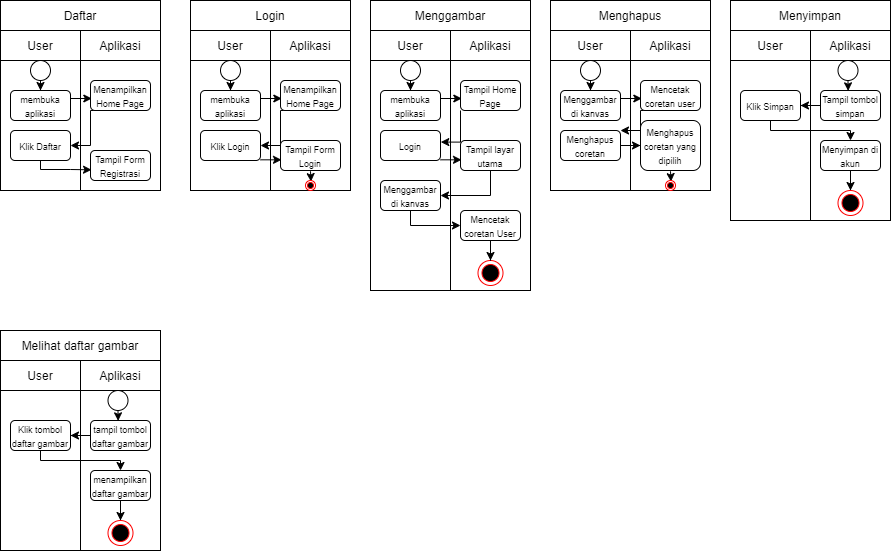 Daftar
User
Aplikasi
membuka
aplikasi
Menampilkan
Home Page
Klik Daftar
Tampil Form
Registrasi
Login
User
Aplikasi
membuka
aplikasi
Menampilkan
Home Page
Klik Login
Tampil Form
Login
Menggambar
User
Aplikasi
membuka
aplikasi
Tampil Home
Page
Login
Tampil layar
utama
Menggambar
di kanvas
Mencetak
coretan User
Menghapus
User
Aplikasi
Menggambar
di kanvas
Mencetak
coretan user
Menghapus
coretan
Menghapus
coretan yang
dipilih
Menyimpan
User
Aplikasi
Tampil tombol
simpan
Klik Simpan
Menyimpan di
akun
Melihat daftar gambar
User
Aplikasi
tampil tombol
daftar gambar
Klik tombol
daftar gambar
menampilkan
daftar gambar